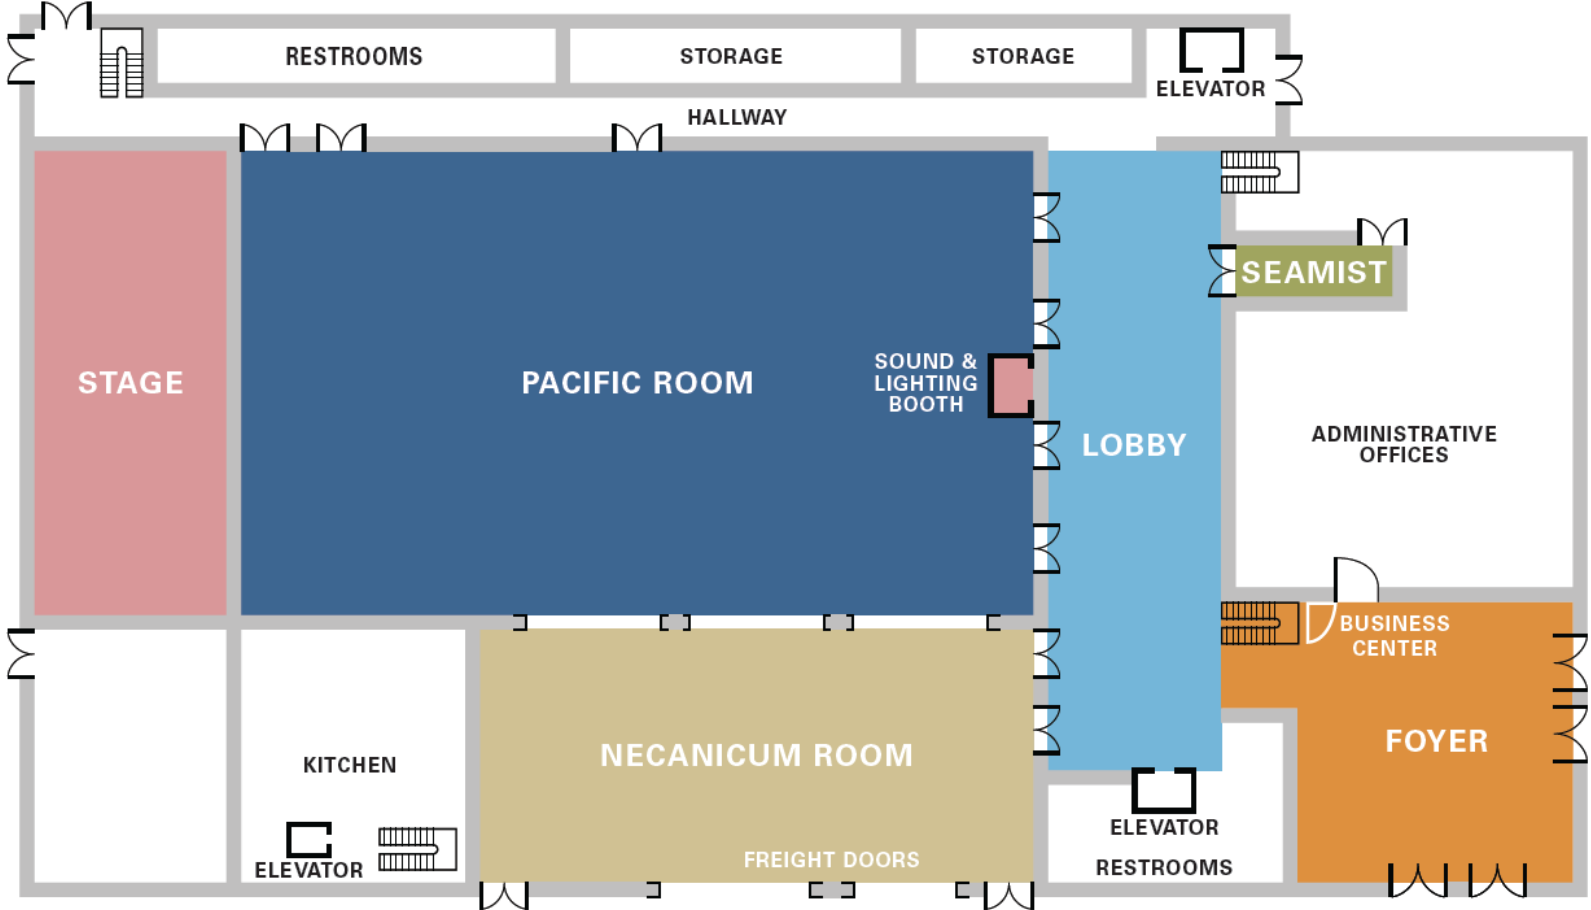 RESTROOMS
STORAGE
STORAGE
ELEVATOR
HALLWAY
SEAMIST
STAGE
PACIFIC ROOM
SOUND &
LIGHTING
BOOTH
LOBBY
ADMINISTRATIVE
OFFICES
BUSINESS
CENTER
FOYER
KITCHEN
NECANICUM ROOM
ELEVATOR
FREIGHT DOORS
ELEVATOR
RESTROOMS